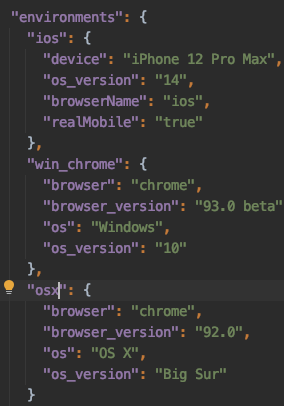 "environments": {
"ios": {
"device": "iPhone 12 Pro Max",
"os_version": "14",
"browserName": "ios",
"realMobile": "true"
},
"win_chrome": {
"browser": "chrome",
"browser_version": "93.0 beta"
"os": "Windows",
"os_version": "10"
},
"osx": {
"browser": "chrome",
"browser_version": "92.0",
"os": "OS X",
"os_version": "Big Sur"
}